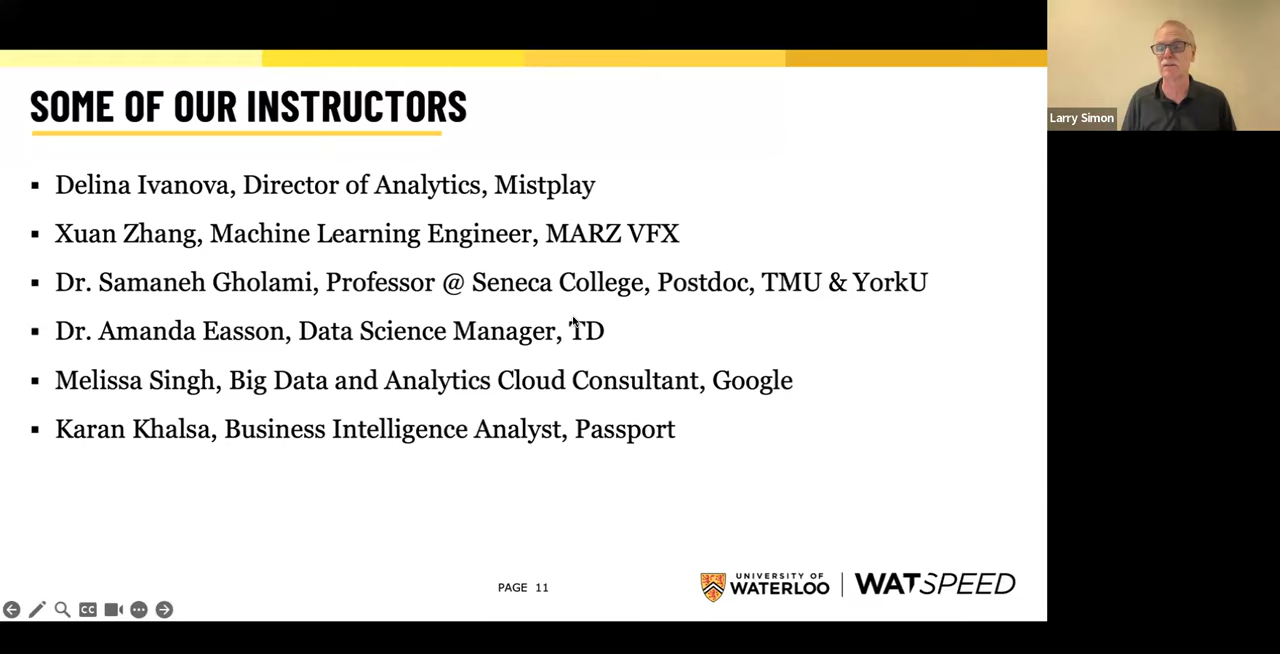 SOME OF OUR INSTRUCTORS
Larry Simon
▪ Delina Ivanova, Director of Analytics, Mistplay
▪ Xuan Zhang, Machine Learning Engineer, MARZ VFX
▪ Dr. Samaneh Gholami, Professor @ Seneca College, Postdoc, TMU & YorkU
▪ Dr. Amanda Easson, Data Science Manager, TD
▪ Melissa Singh, Big Data and Analytics Cloud Consultant, Google
▪ Karan Khalsa, Business Intelligence Analyst, Passport
PAGE 11
UNIVERSITY OF
WATERLOO
WATSPEED
CC